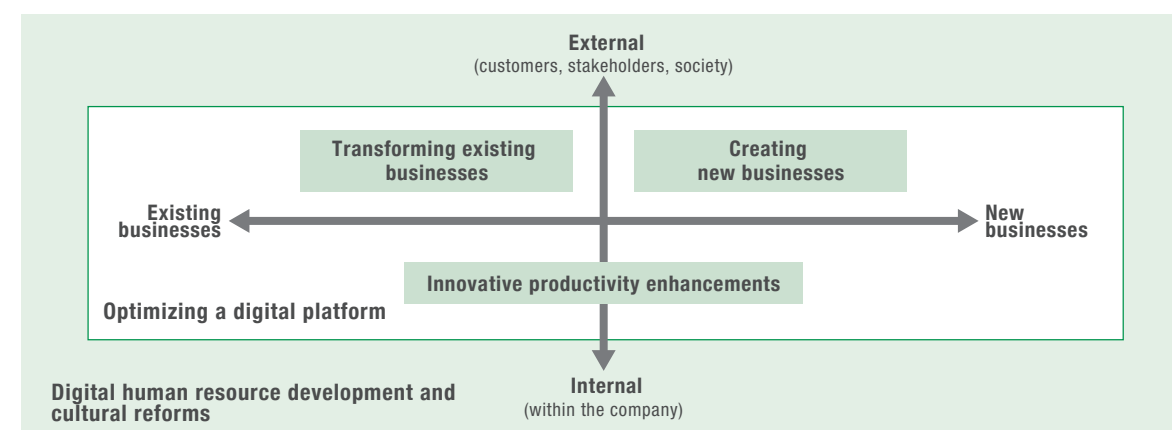 External
(customers, stakeholders, society)
Transforming existing
businesses
Creating
new businesses
Existing
businesses
New
businesses
Innovative productivity enhancements
Optimizing a digital platform
Internal
(within the company)
Digital human resource development and
cultural reforms